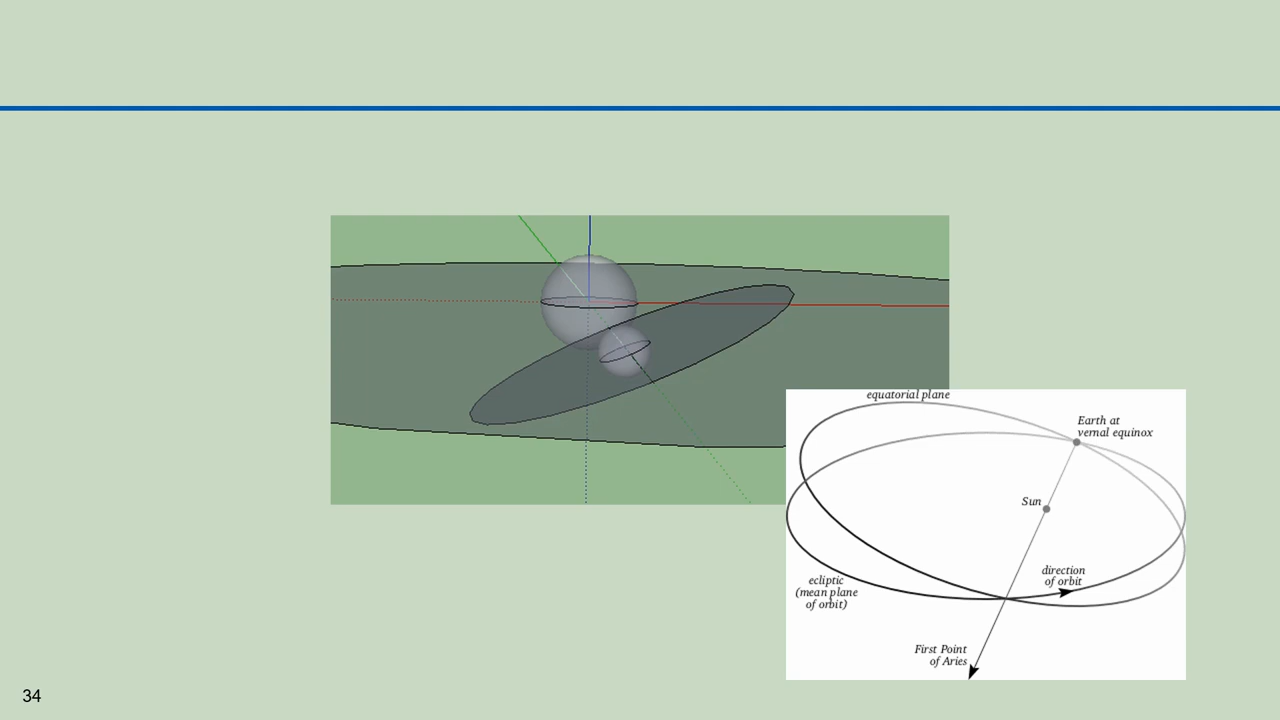 equatorial plane
Earth at
vernal equinox
Sun
direction
of orbit
ecliptic
(mean plane
of orbit)
First Point
of Aries
34